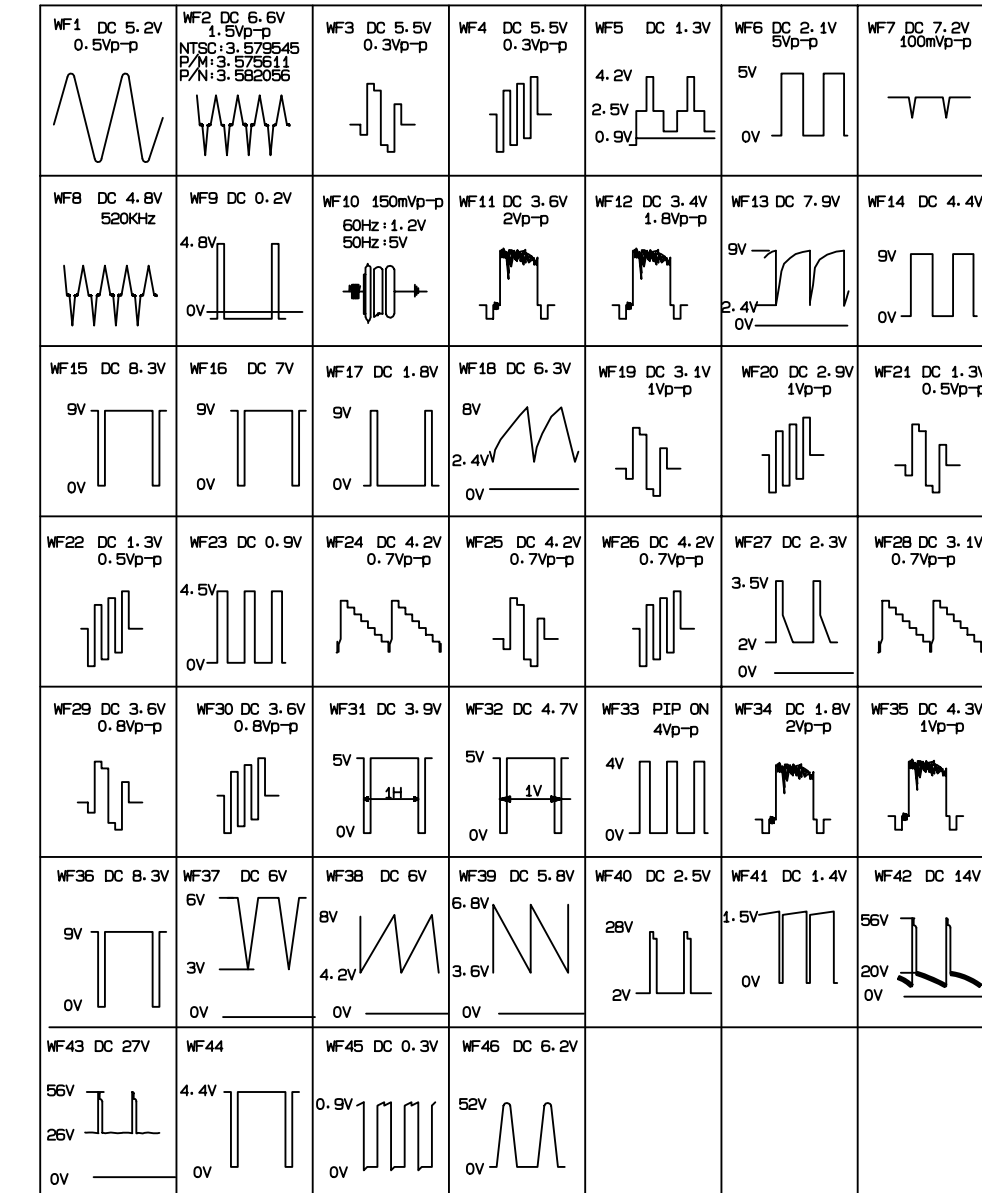 WF1 DC 5.2V
0.5Vp-p
WF2 DC 6.6V
1.5Vp-p
NTSC:3.579545
P/M:3.575611
P/N:3.582056
WF3 DC 5.5V
0.3Vp-p
WF4 DC 5.5V
0.3Vp-p
WF5 DC 1.3V
4.2V
2.5V
0.9V
WF6 DC 2.1V
5Vp-p
5V
0V
WF7 DC 7.2V
100mVp-p
WF8 DC 4.8V
520KHz
WF9 DC 0.2V
4.8V
0V
WF10 150mVp-p
60Hz:1.2V
50Hz:5V
WF11 DC 3.6V
2Vp-p
WF12 DC 3.4V
1.8Vp-p
WF13 DC 7.9V
9V
2.4V
0V
WF14 DC 4.4V
9V
0V
WF15 DC 8.3V
9V
0V
WF16 DC 7V
9V
0V
WF17 DC 1.8V
9V
0V
WF18 DC 6.3V
8V
2.4V
0V
WF19 DC 3.1V
1Vp-p
WF20 DC 2.9V
1Vp-p
WF21 DC 1.3V
0.5Vp-p
WF22 DC 1.3V
0.5Vp-p
WF23 DC 0.9V
4.5V
0V
WF24 DC 4.2V
0.7Vp-p
WF25 DC 4.2V
0.7Vp-p
WF26 DC 4.2V
0.7Vp-p
WF27 DC 2.3V
3.5V
2V
0V
WF28 DC 3.1V
0.7Vp-p
WF29 DC 3.6V
0.8Vp-p
WF30 DC 3.6V
0.8Vp-p
WF31 DC 3.9V
5V
1H
0V
WF32 DC 4.7V
5V
1V
0V
WF33 PIP ON
4Vp-p
4V
0V
WF34 DC 1.8V
2Vp-p
WF35 DC 4.3V
1Vp-p
WF36 DC 8.3V
9V
0V
WF37 DC 6V
6V
3V
0V
WF38 DC 6V
8V
4.2V
0V
WF39 DC 5.8V
6.8V
3.6V
0V
WF40 DC 2.5V
28V
2V
WF41 DC 1.4V
1.5V
0V
WF42 DC 14V
56V
20V
0V
WF43 DC 27V
56V
26V
0V
WF44
4.4V
0V
WF45 DC 0.3V
0.9V
0V
WF46 DC 6.2V
52V
0V